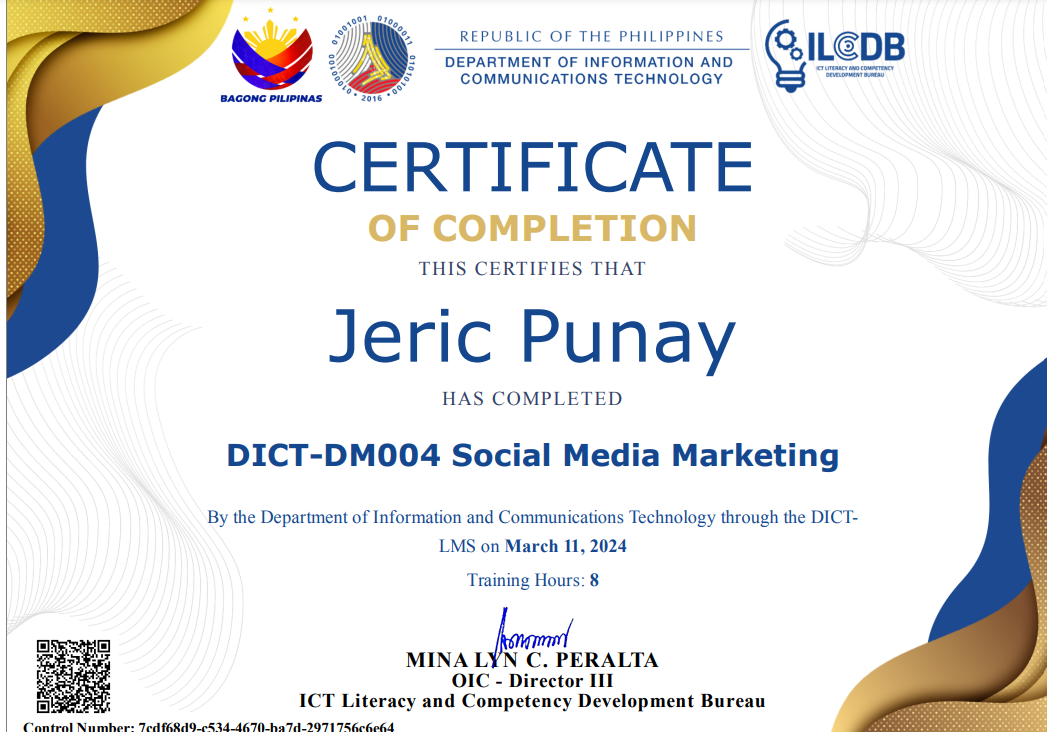 BAGONG PILIPINAS
01001001 01000011 01010100
01000100
2016
REPUBLIC OF THE PHILIPPINES
DEPARTMENT OF INFORMATION AND
COMMUNICATIONS TECHNOLOGY
ILCDB
ICT LITERACY AND COMPETENCY
DEVELOPMENT BUREAU
CERTIFICATE
OF COMPLETION
THIS CERTIFIES THAT
Jeric Punay
HAS COMPLETED
DICT-DM004 Social Media Marketing
By the Department of Information and Communications Technology through the DICT-
LMS on March 11, 2024
Training Hours: 8
MINA LYN C. PERALTA
OIC - Director III
ICT Literacy and Competency Development Bureau
Control Number: 7cdf68d9-c534-4670-ba7d-2971756c6e64